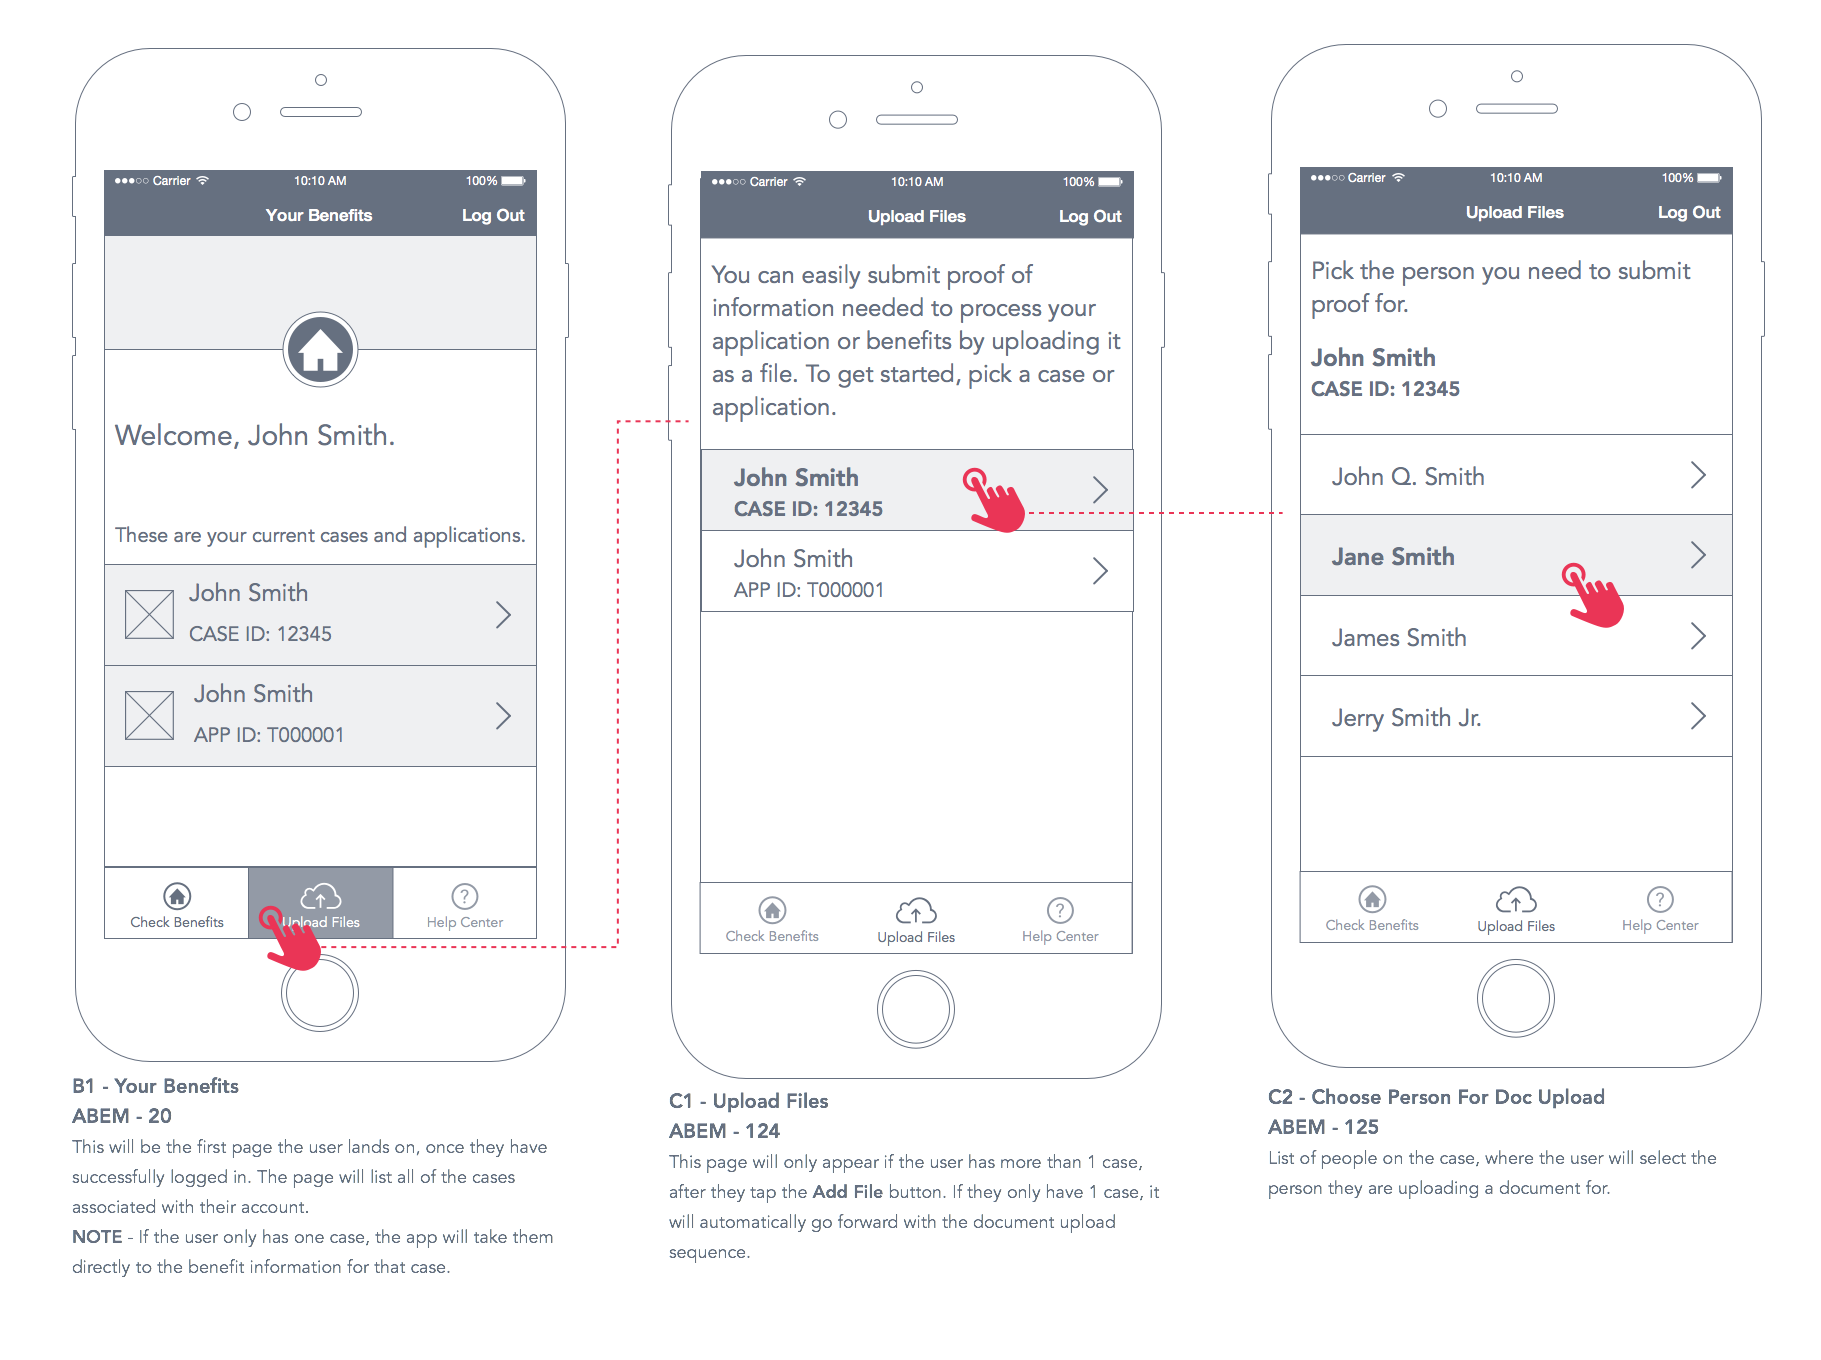 Carrier 10:10 AM 100%
Your Benefits Log Out
Welcome, John Smith.
These are your current cases and applications.
John Smith
CASE ID: 12345
John Smith
APP ID: T000001
Check Benefits Upload Files Help Center
B1 - Your Benefits
ABEM - 20
This will be the first page the user lands on, once they have
successfully logged in. The page will list all of the cases
associated with their account.
NOTE - If the user only has one case, the app will take them
directly to the benefit information for that case.
Carrier 10:10 AM 100%
Upload Files Log Out
You can easily submit proof of
information needed to process your
application or benefits by uploading it
as a file. To get started, pick a case or
application.
John Smith
CASE ID: 12345
John Smith
APP ID: T000001
Check Benefits Upload Files Help Center
C1 - Upload Files
ABEM - 124
This page will only appear if the user has more than 1 case,
after they tap the Add File button. If they only have 1 case, it
will automatically go forward with the document upload
sequence.
Carrier 10:10 AM 100%
Upload Files Log Out
Pick the person you need to submit
proof for.
John Smith
CASE ID: 12345
John Q. Smith
Jane Smith
James Smith
Jerry Smith Jr.
Check Benefits Upload Files Help Center
C2 - Choose Person For Doc Upload
ABEM - 125
List of people on the case, where the user will select the
person they are uploading a document for.